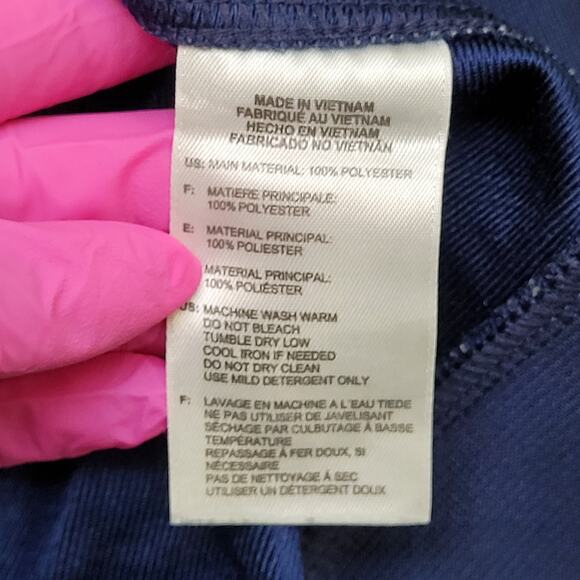 MADE IN VIETNAM
FABRIQUÉ AU VIETNAM
HECHO EN VIETNAM
FABRICADO NO VIETNAN
US: MAIN MATERIAL: 100% POLYESTER
F: MATIERE PRINCIPALE:
100% POLYESTER
E: MATERIAL PRINCIPAL:
100% POLIESTER
MATERIAL PRINCIPAL:
100% POLIÉSTER
US: MACHINE WASH WARM
DO NOT BLEACH
TUMBLE DRY LOW
COOL IRON IF NEEDED
DO NOT DRY CLEAN
USE MILD DETERGENT ONLY
F: LAVAGE EN MACHINE A L'EAU TIEDE
NE PAS UTILISER DE JAVELISANT
SÉCHAGE PAR CULBUTAGE À BASSE
TEMPÉRATURE
REPASSAGE À FER DOUX, SI
NÉCESSAIRE
PAS DE NETTOYAGE À SEC
UTILISER UN DÉTERGENT DOUX